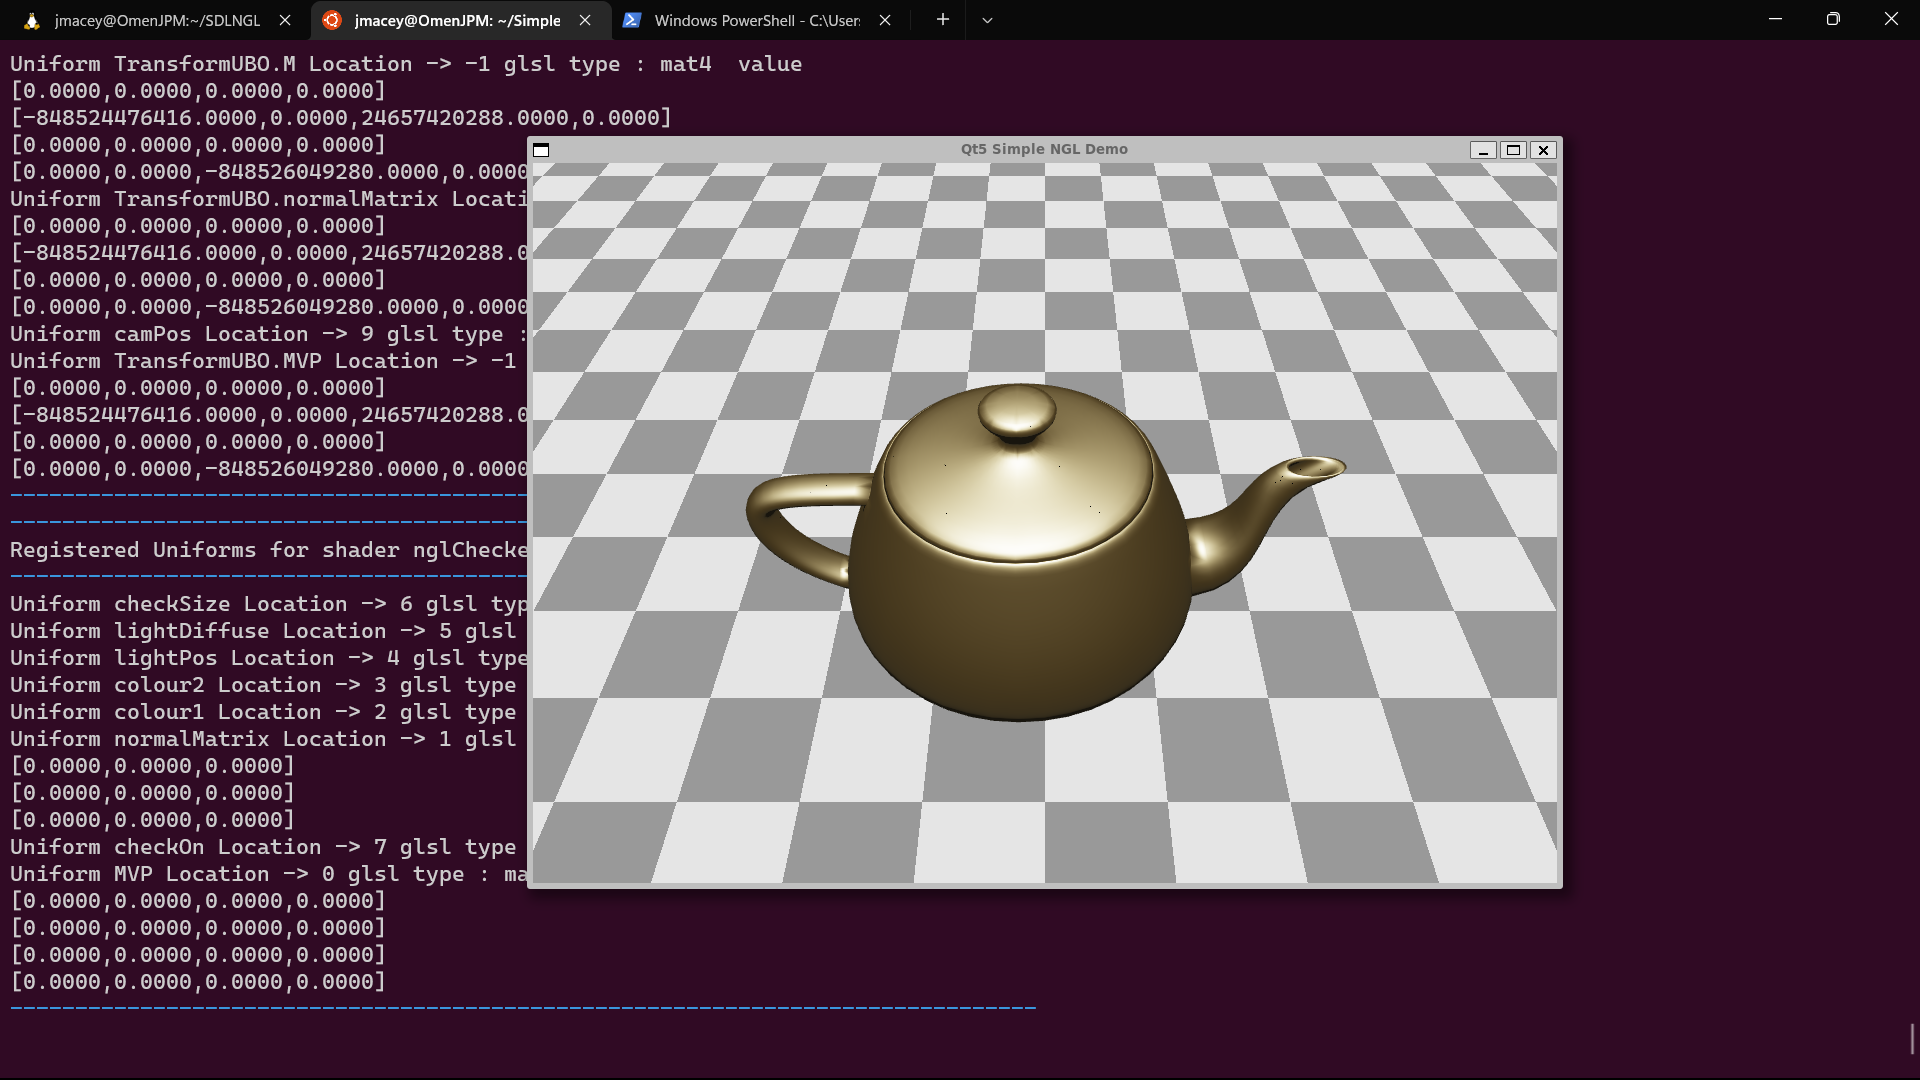 jmacey@OmenJPM:~/SDLNGL
jmacey@OmenJPM: ~/Simple
Windows PowerShell - C:\User
Uniform TransformUBO.M Location -> -1 glsl type : mat4  value
[0.0000,0.0000,0.0000,0.0000]
[-848524476416.0000,0.0000,24657420288.0000,0.0000]
[0.0000,0.0000,0.0000,0.0000]
[0.0000,0.0000,-848526049280.0000,0.0000
Uniform TransformUBO.normalMatrix Locati
[0.0000,0.0000,0.0000,0.0000]
[-848524476416.0000,0.0000,24657420288.0
[0.0000,0.0000,0.0000,0.0000]
[0.0000,0.0000,-848526049280.0000,0.0000
Uniform camPos Location -> 9 glsl type :
Uniform TransformUBO.MVP Location -> -1
[0.0000,0.0000,0.0000,0.0000]
[-848524476416.0000,0.0000,24657420288.0
[0.0000,0.0000,0.0000,0.0000]
[0.0000,0.0000,-848526049280.0000,0.0000
Registered Uniforms for shader nglChecke
Uniform checkSize Location -> 6 glsl typ
Uniform lightDiffuse Location -> 5 glsl
Uniform lightPos Location -> 4 glsl type
Uniform colour2 Location -> 3 glsl type
Uniform colour1 Location -> 2 glsl type
Uniform normalMatrix Location -> 1 glsl
[0.0000,0.0000,0.0000]
[0.0000,0.0000,0.0000]
[0.0000,0.0000,0.0000]
Uniform checkOn Location -> 7 glsl type
Uniform MVP Location -> 0 glsl type : ma
[0.0000,0.0000,0.0000,0.0000]
[0.0000,0.0000,0.0000,0.0000]
[0.0000,0.0000,0.0000,0.0000]
[0.0000,0.0000,0.0000,0.0000]
Qt5 Simple NGL Demo